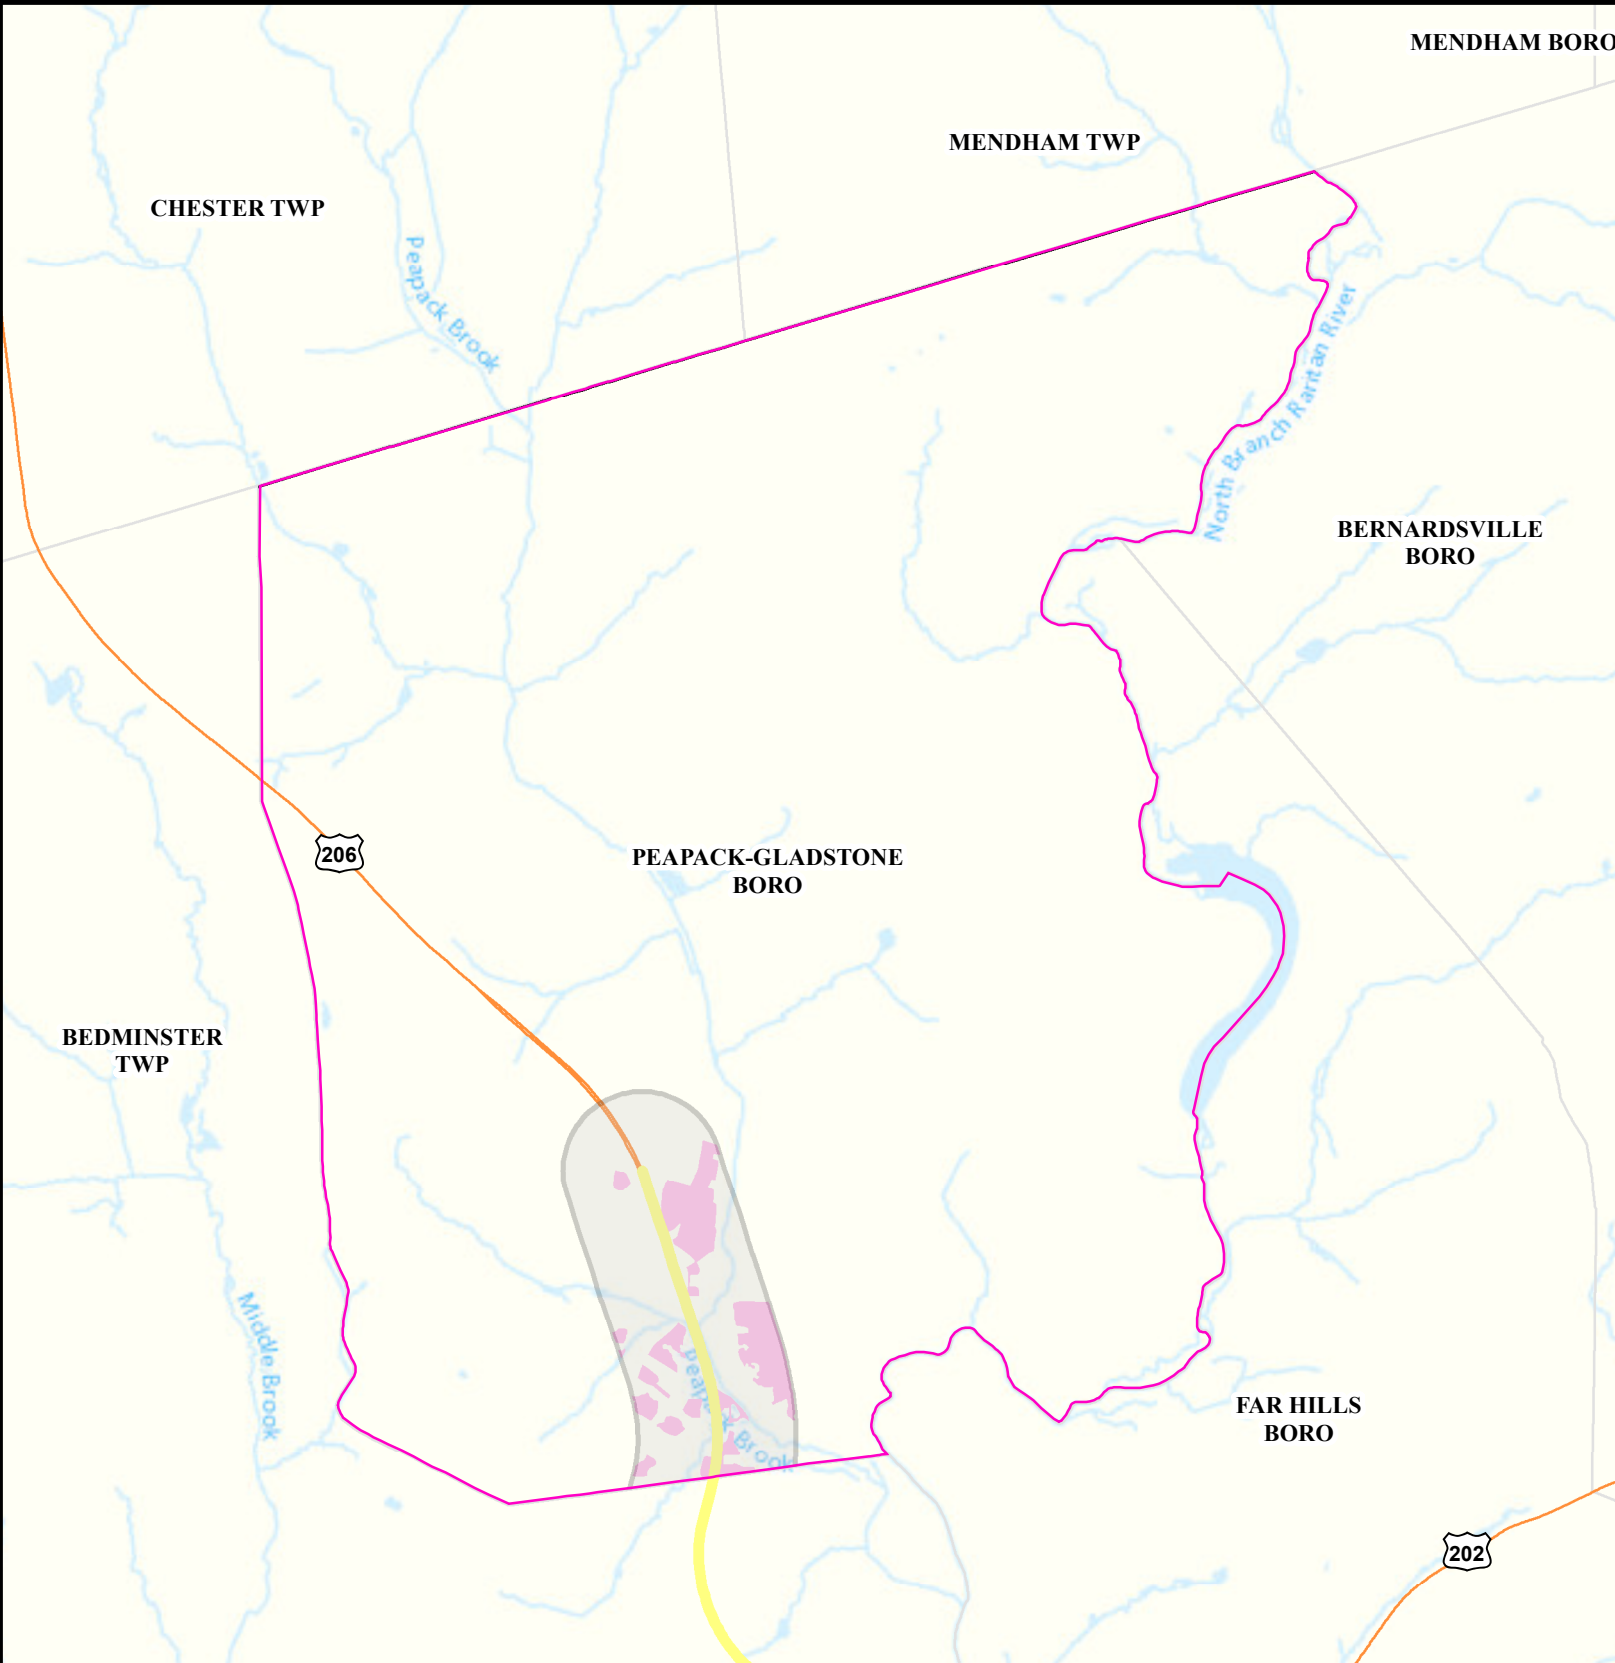 MENDHAM BORO
MENDHAM TWP
CHESTER TWP
Peapack Brook
North Branch Raritan River
BERNARDSVILLE
BORO
206
PEAPACK-GLADSTONE
BORO
BEDMINSTER
TWP
Middle Brook
Brook
FAR HILLS
BORO
202